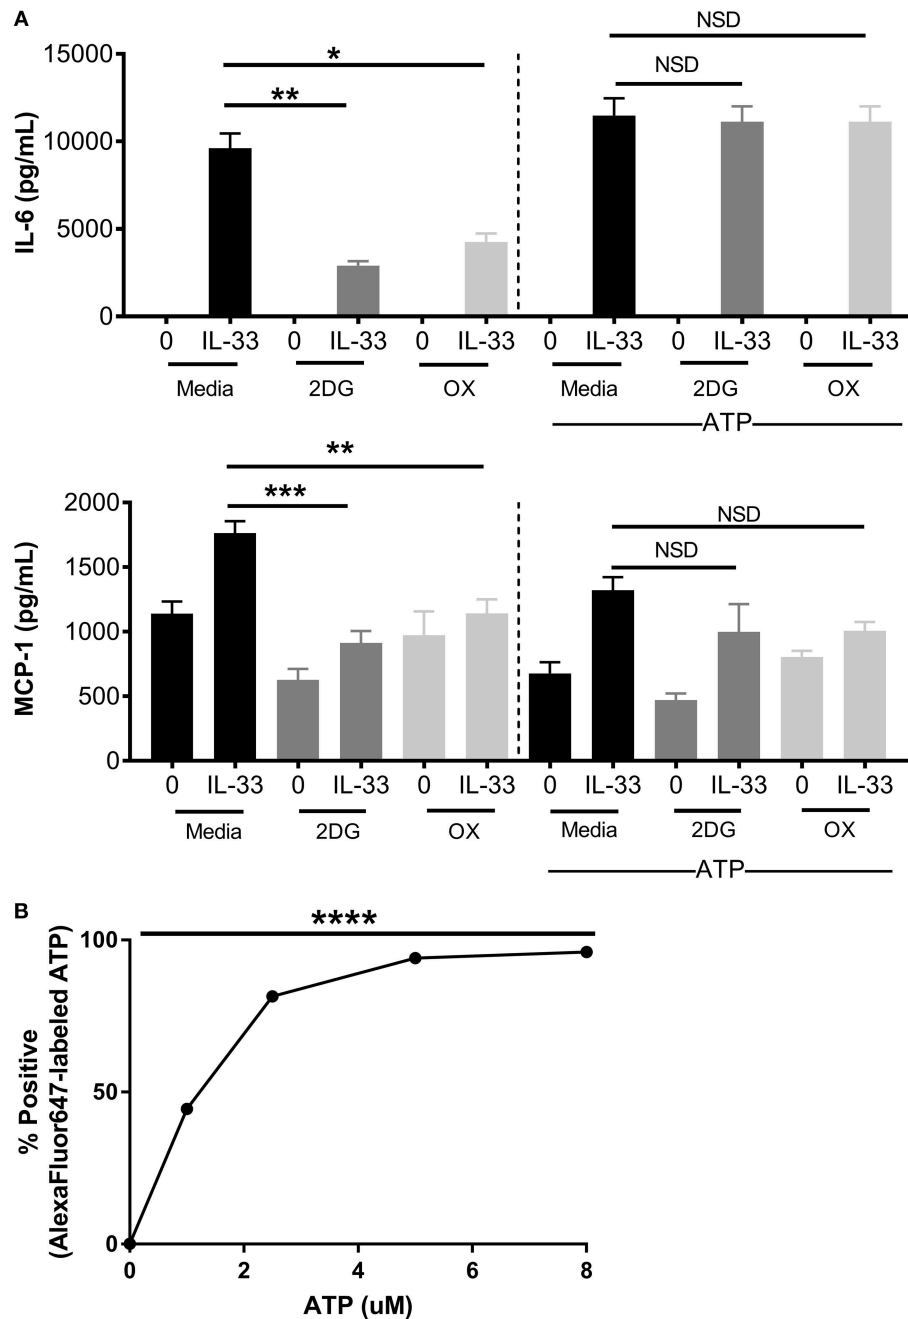 A
NSD
* NSD
**
15000
10000
5000
0
IL-6 (pg/mL)
0 IL-33 0 IL-33 0 IL-33 0 IL-33 0 IL-33 0 IL-33
Media 2DG OX Media 2DG OX
ATP
**
*** NSD
NSD
2000
1500
1000
500
0
MCP-1 (pg/mL)
0 IL-33 0 IL-33 0 IL-33 0 IL-33 0 IL-33 0 IL-33
Media 2DG OX Media 2DG OX
ATP
B
****
100
50
0
% Positive
(AlexaFluor647-labeled ATP)
0 2 4 6 8
ATP (uM)